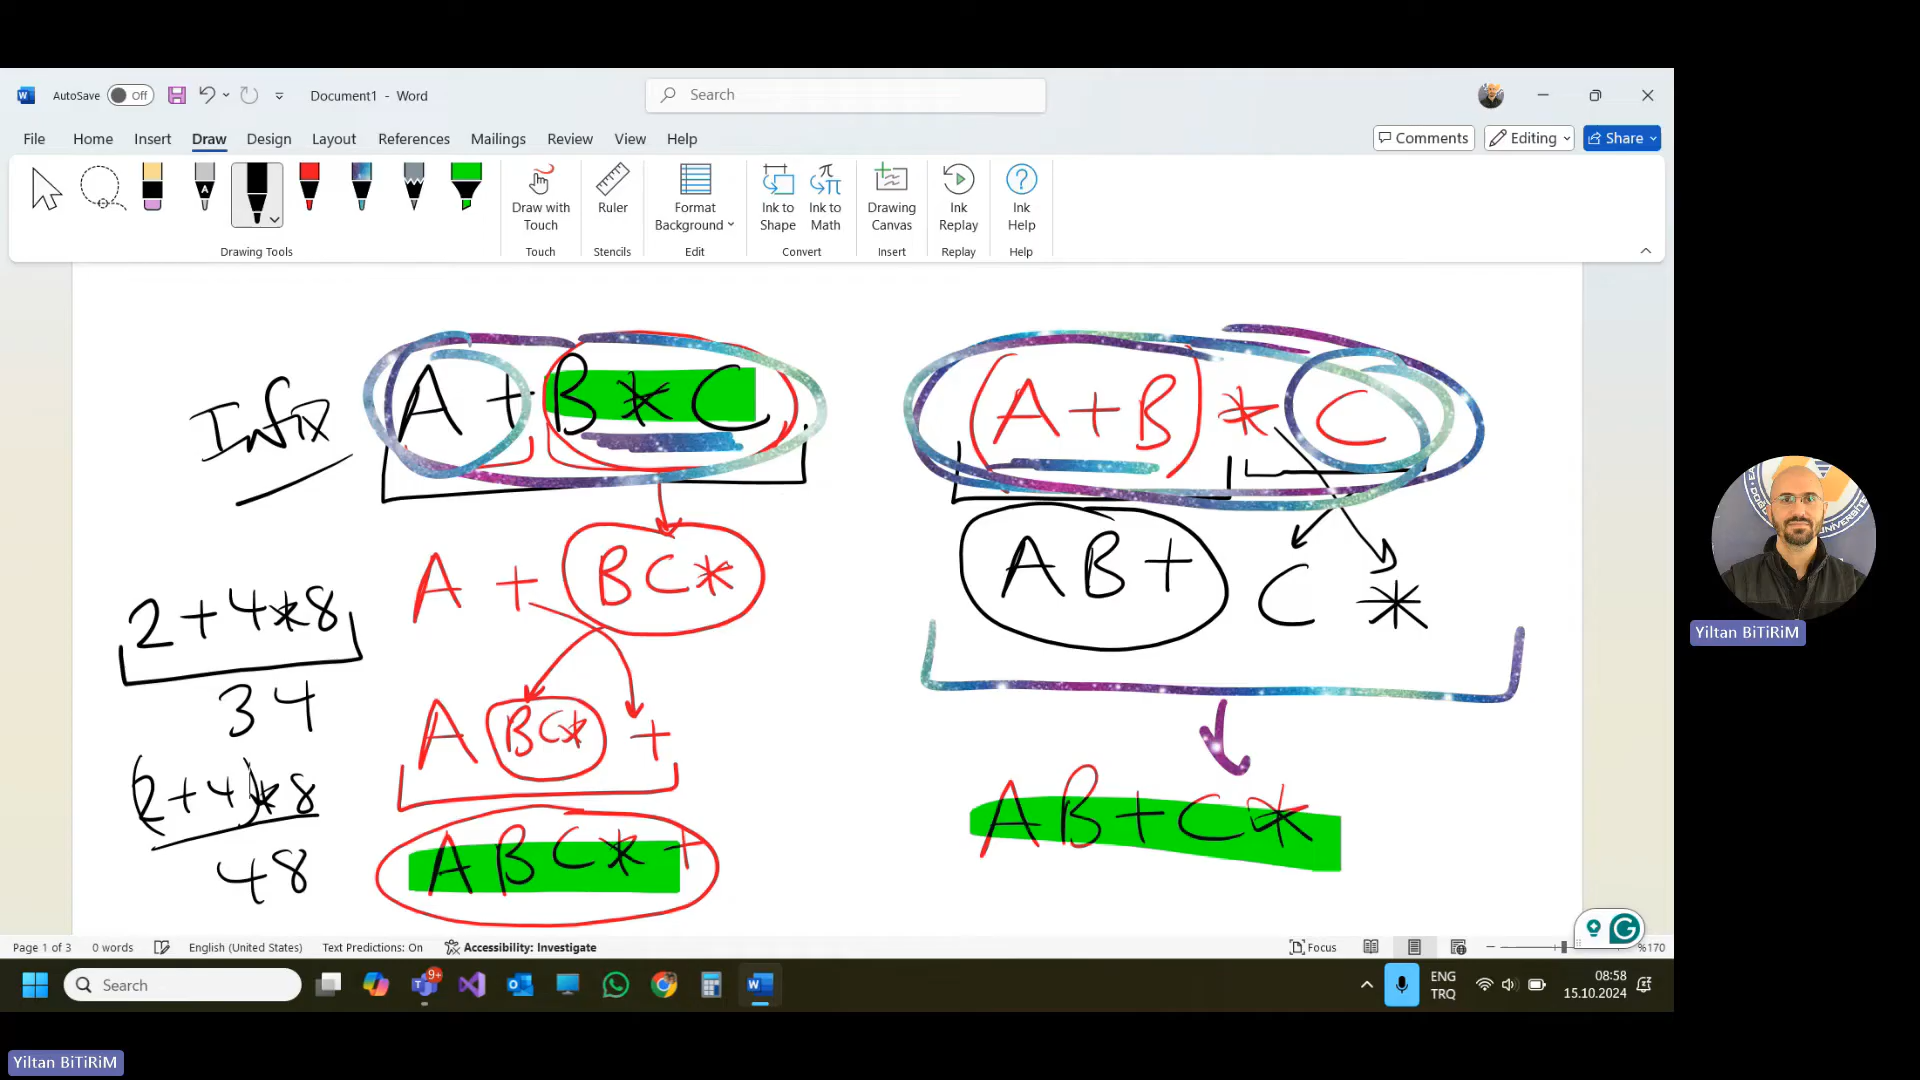 AutoSave Off Document1 - Word Search
File Home Insert Draw Design Layout References Mailings Review View Help Comments Editing Share
Draw with Touch
Ruler
Format Background
Ink to Shape
Ink to Math
Drawing Canvas
Ink Replay
Ink Help
Drawing Tools Touch Stencils Edit Convert Insert Replay Help
Infix A + B * C (A + B) * C
A + BC* AB+ C *
2 + 4 * 8
34
A BC* +
(2 + 4) * 8
48
ABC*+ AB+C*
Yiltan BiTiRiM
Page 1 of 3 0 words English (United States) Text Predictions: On Accessibility: Investigate Focus %170
Search 9+ ENG TRQ 08:58 15.10.2024
Yiltan BiTiRiM